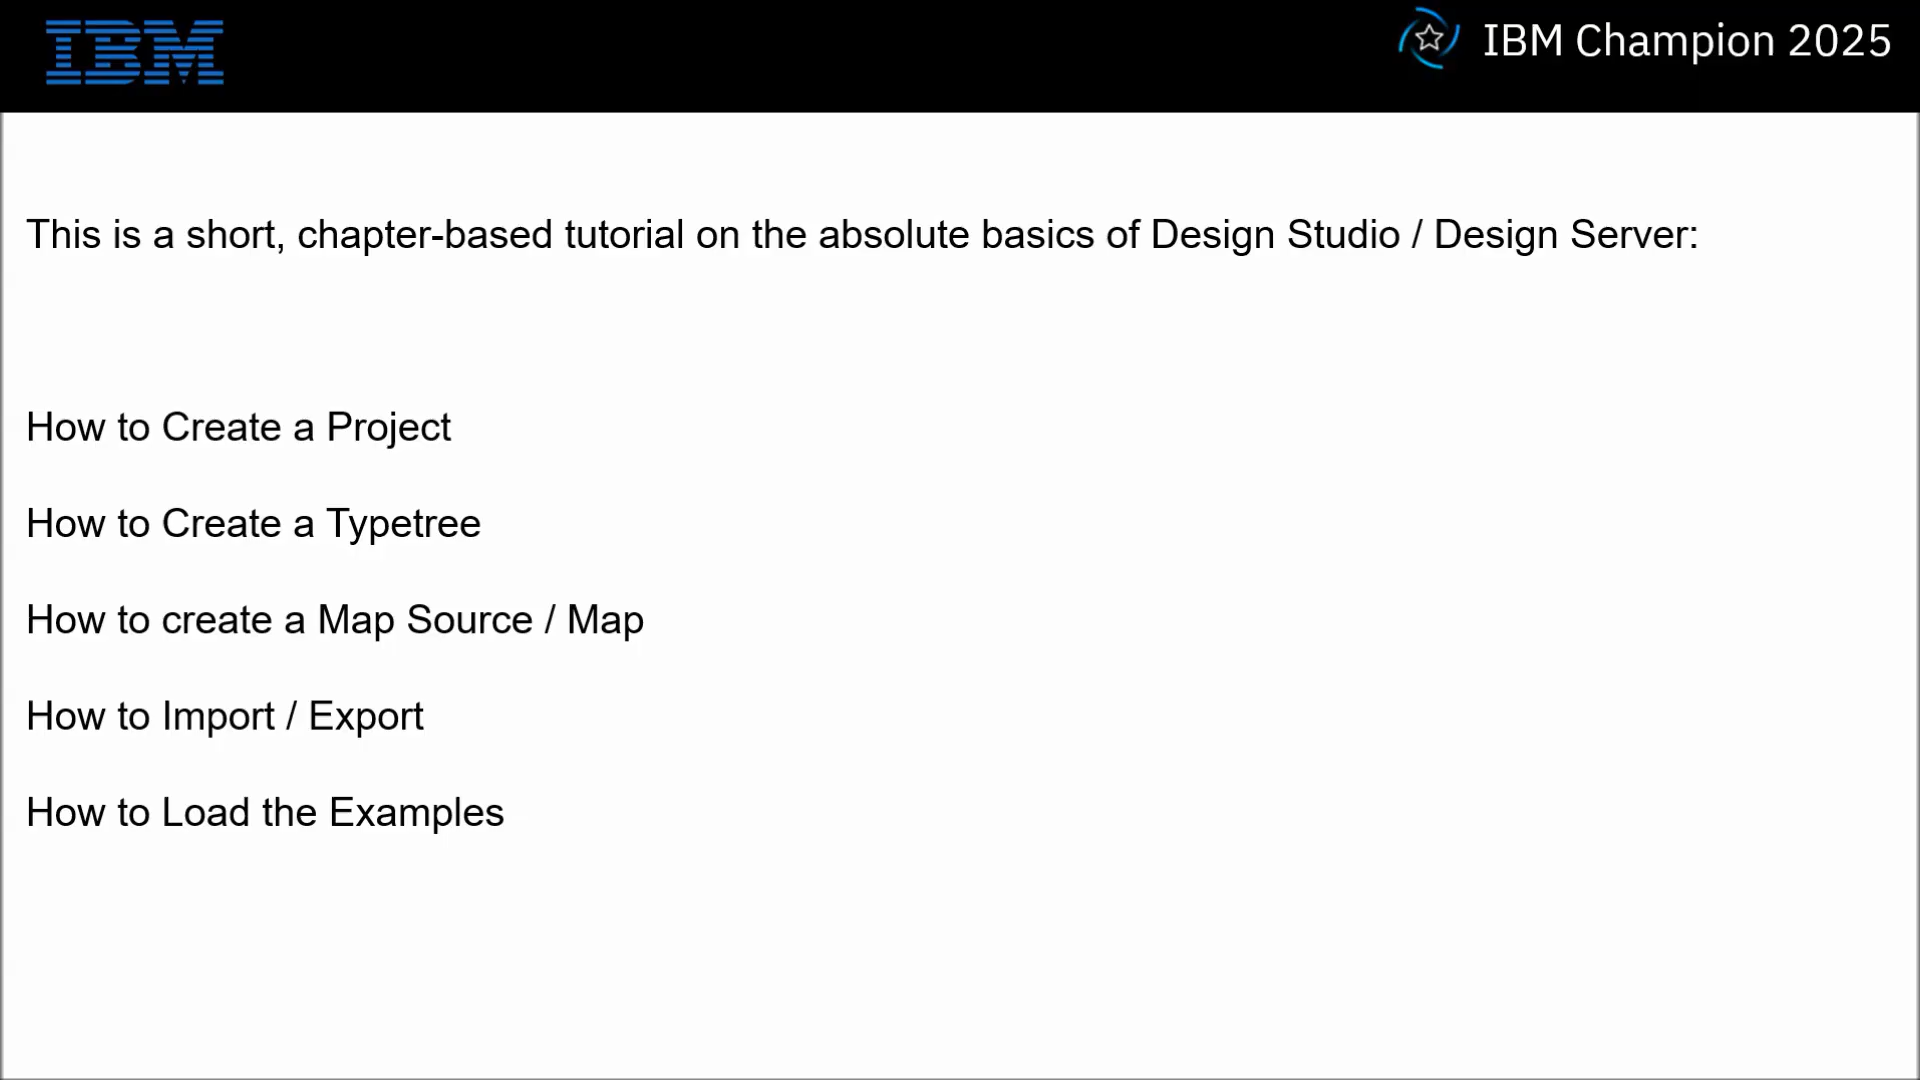 IBM
IBM Champion 2025
This is a short, chapter-based tutorial on the absolute basics of Design Studio / Design Server:
How to Create a Project
How to Create a Typetree
How to create a Map Source / Map
How to Import / Export
How to Load the Examples